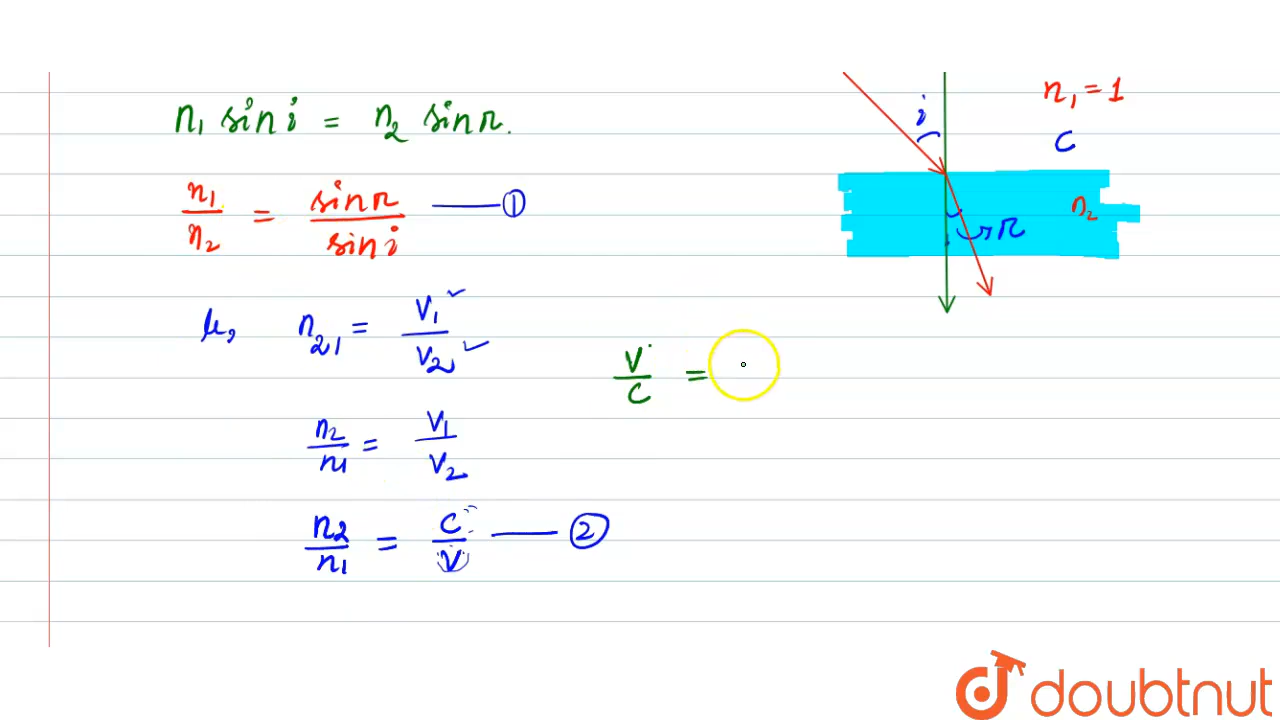 n₁ sin i = n₂ sin r.
n₁/n₂ = sin r/sin i —— ①
μ, n₂₁ = V₁/V₂
n₂/n₁ = V₁/V₂
n₂/n₁ = C/V —— ②
V/C =
i
n₁ = 1
C
n₂
r
doubtnut